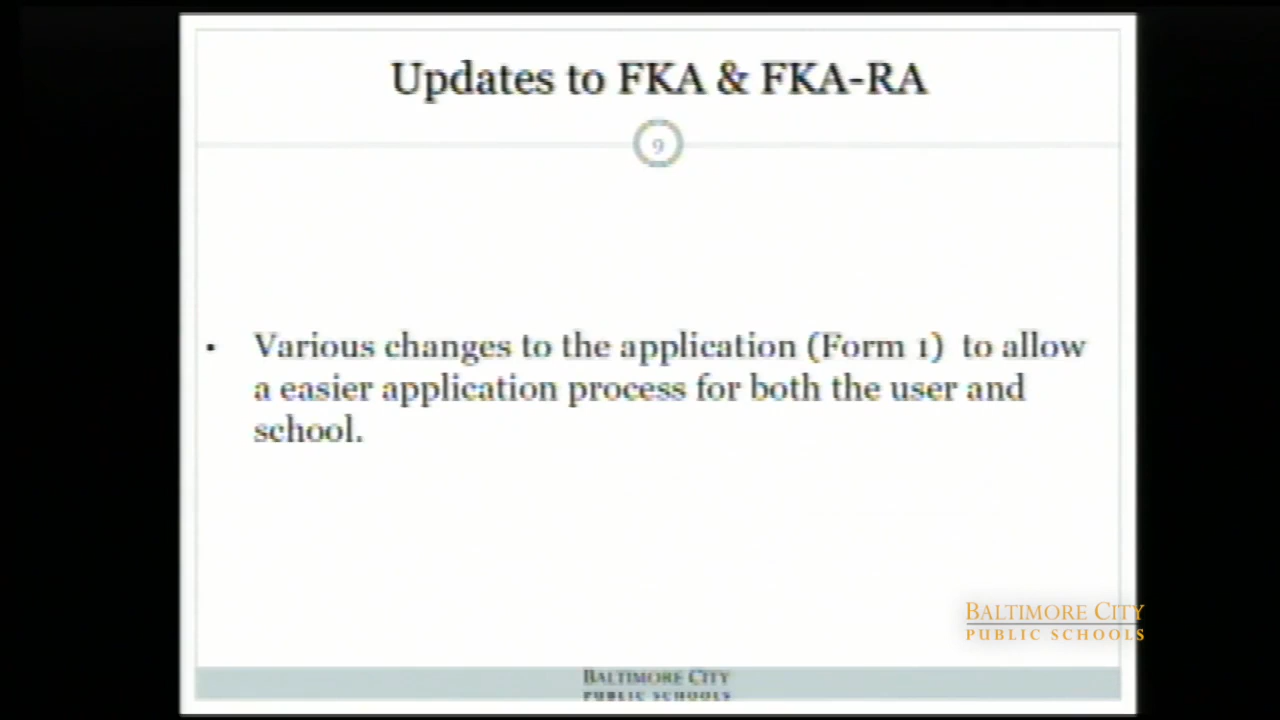 Updates to FKA & FKA-RA
9
• Various changes to the application (Form 1) to allow
a easier application process for both the user and
school.
BALTIMORE CITY
PUBLIC SCHOOLS
BALTIMORE CITY
PUBLIC SCHOOLS